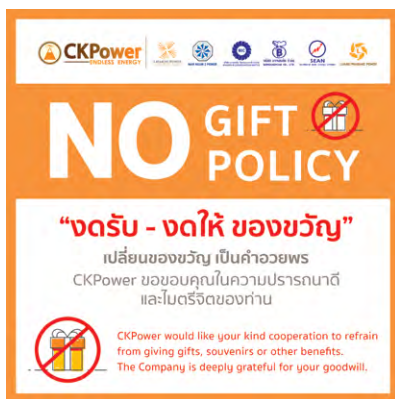 CKPower
ENDLESS ENERGY
SEAN
NO GIFT
POLICY
“งดรับ - งดให้ ของขวัญ”
เปลี่ยนของขวัญ เป็นคำอวยพร
CKPower ขอขอบคุณในความปรารถนาดี
และไมตรีจิตของท่าน
CKPower would like your kind cooperation to refrain
from giving gifts, souvenirs or other benefits.
The Company is deeply grateful for your goodwill.